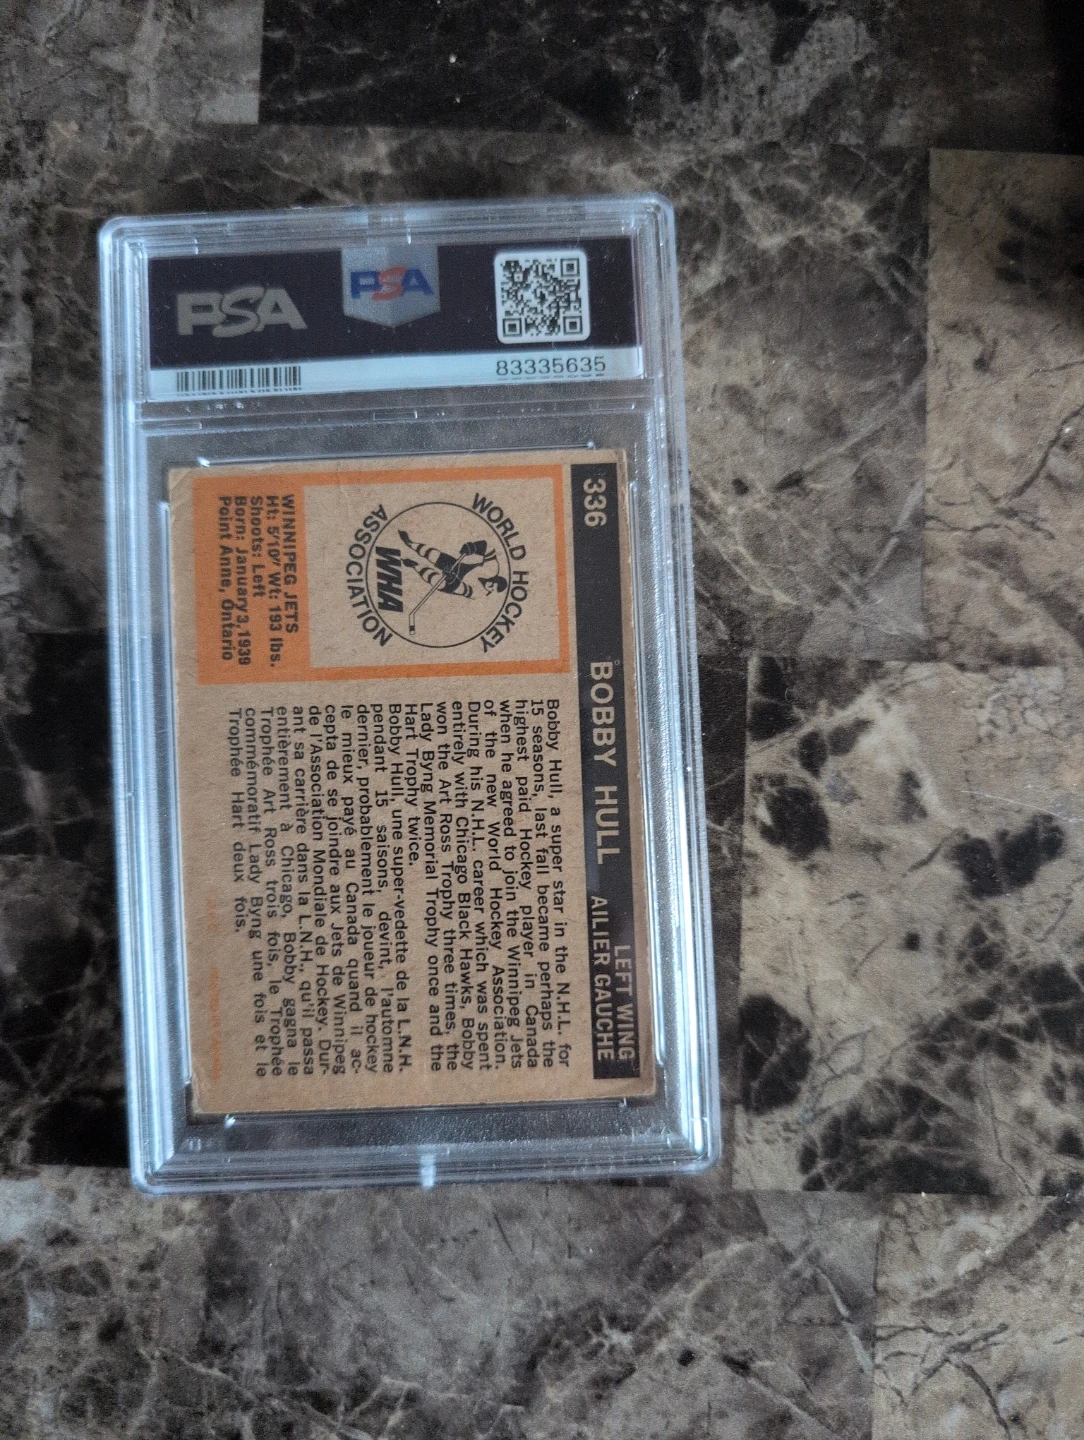 PSA
PSA
83335635
336
BOBBY HULL
LEFT WING
AILIER GAUCHE
WORLD HOCKEY
ASSOCIATION
WHA
WINNIPEG JETS
Ht: 5'10" Wt: 193 lbs.
Shoots: Left
Born: January 3, 1939
Point Anne, Ontario
Bobby Hull, a super star in the N.H.L. for
15 seasons, last fall became perhaps the
highest paid Hockey player in Canada
when he agreed to join the Winnipeg Jets
of the new World Hockey Association.
During his N.H.L. career which was spent
entirely with Chicago Black Hawks, Bobby
won the Art Ross Trophy three times, the
Lady Byng Memorial Trophy once and the
Hart Trophy twice.
Bobby Hull, une super-vedette de la L.N.H.
pendant 15 saisons, devint, l'automne
dernier, probablement le joueur de hockey
le mieux payé au Canada quand il ac-
cepta de se joindre aux Jets de Winnipeg
de l'Association Mondiale de Hockey. Dur-
ant sa carrière dans la L.N.H., qu'il passa
entièrement à Chicago, Bobby gagna le
Trophée Art Ross trois fois, le Trophée
commémoratif Lady Byng une fois et le
Trophée Hart deux fois.